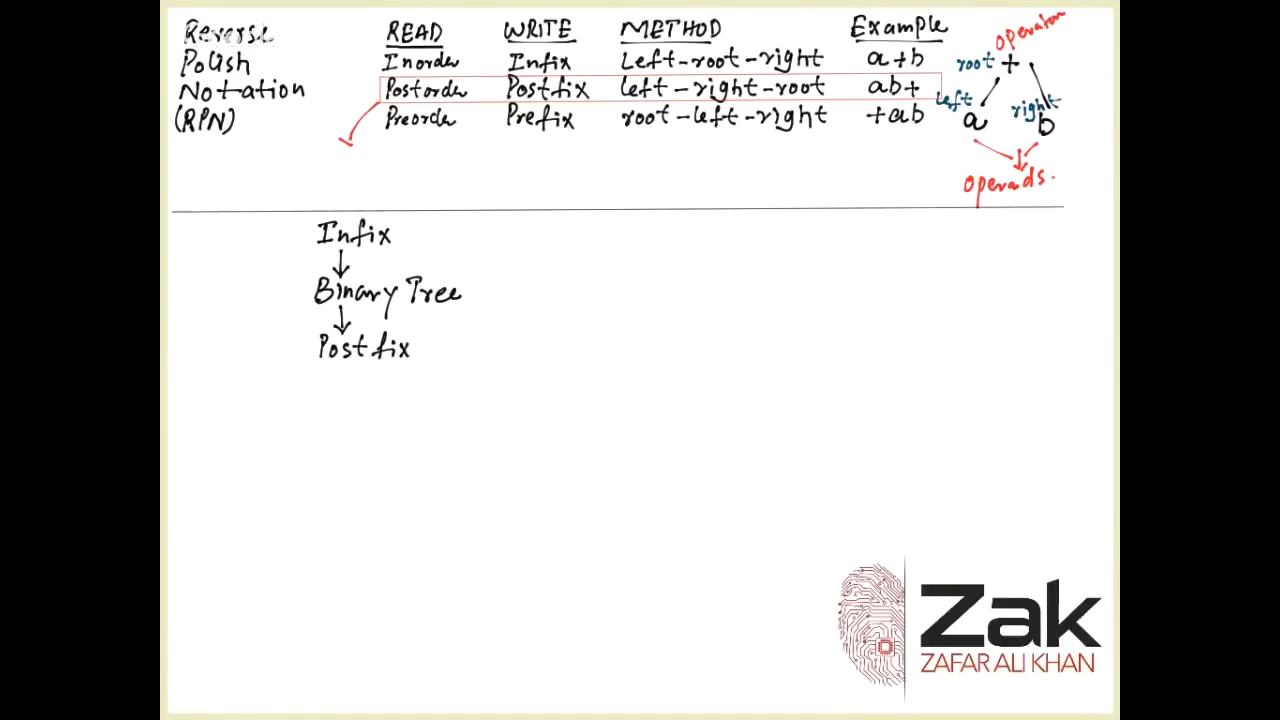 Reverse READ WRITE METHOD Example
Polish Inorder Infix Left-root-right a+b
Notation Postorder Postfix left-right-root ab+
(RPN) Preorder Prefix root-left-right +ab
operator
root +
left right
a b
Operads.
Infix
Binary Tree
Postfix
Zak
ZAFAR ALI KHAN